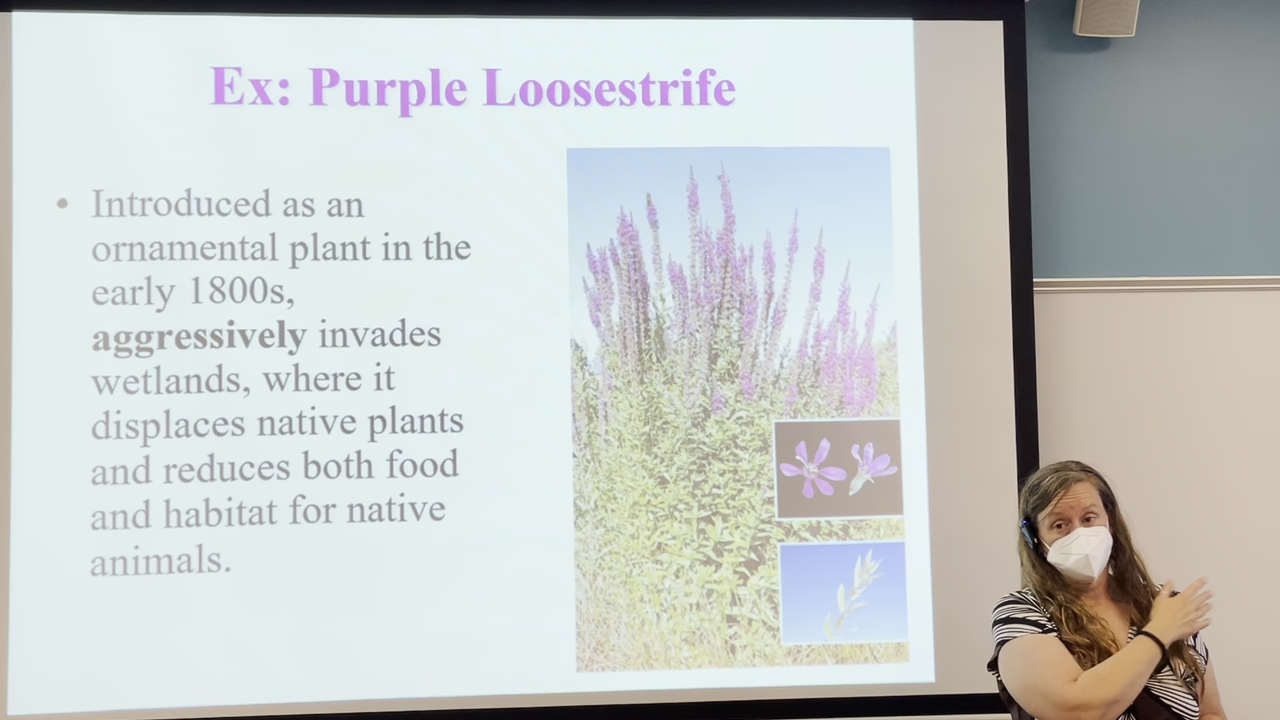 Ex: Purple Loosestrife
• Introduced as an
ornamental plant in the
early 1800s,
aggressively invades
wetlands, where it
displaces native plants
and reduces both food
and habitat for native
animals.